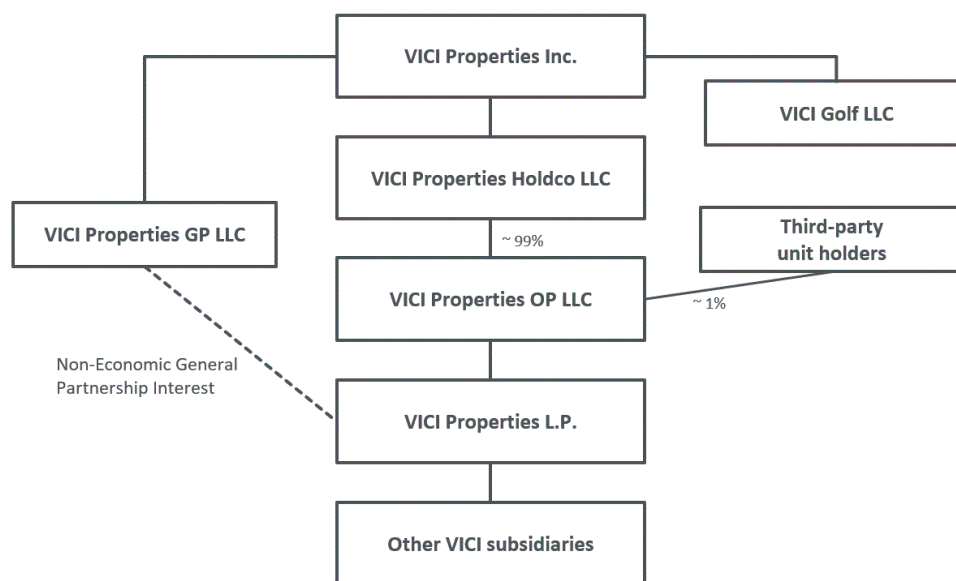 VICI Properties Inc.
VICI Golf LLC
VICI Properties Holdco LLC
VICI Properties GP LLC
Third-party
unit holders
~ 99%
VICI Properties OP LLC
~ 1%
Non-Economic General
Partnership Interest
VICI Properties L.P.
Other VICI subsidiaries